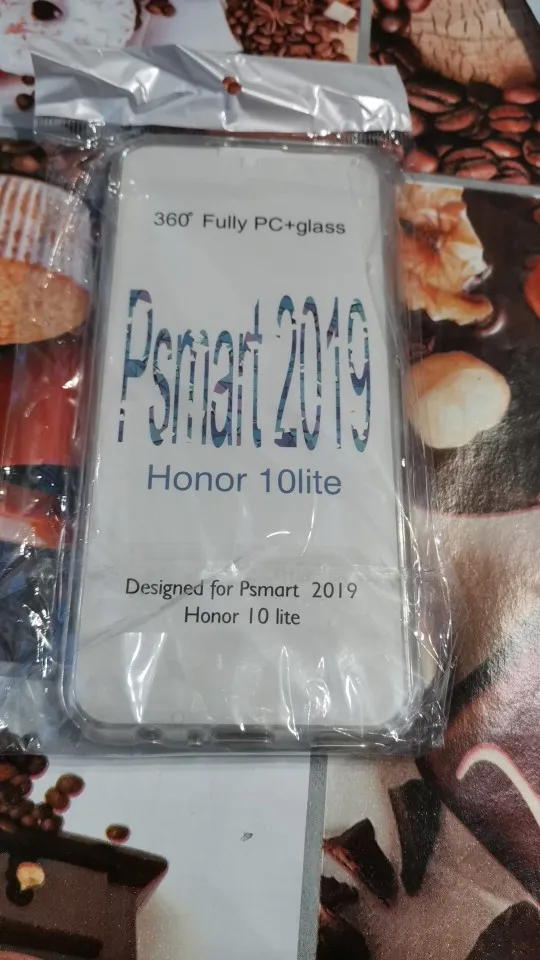 360° Fully PC+glass
Psmart 2019
Honor 10lite
Designed for Psmart 2019
Honor 10 lite